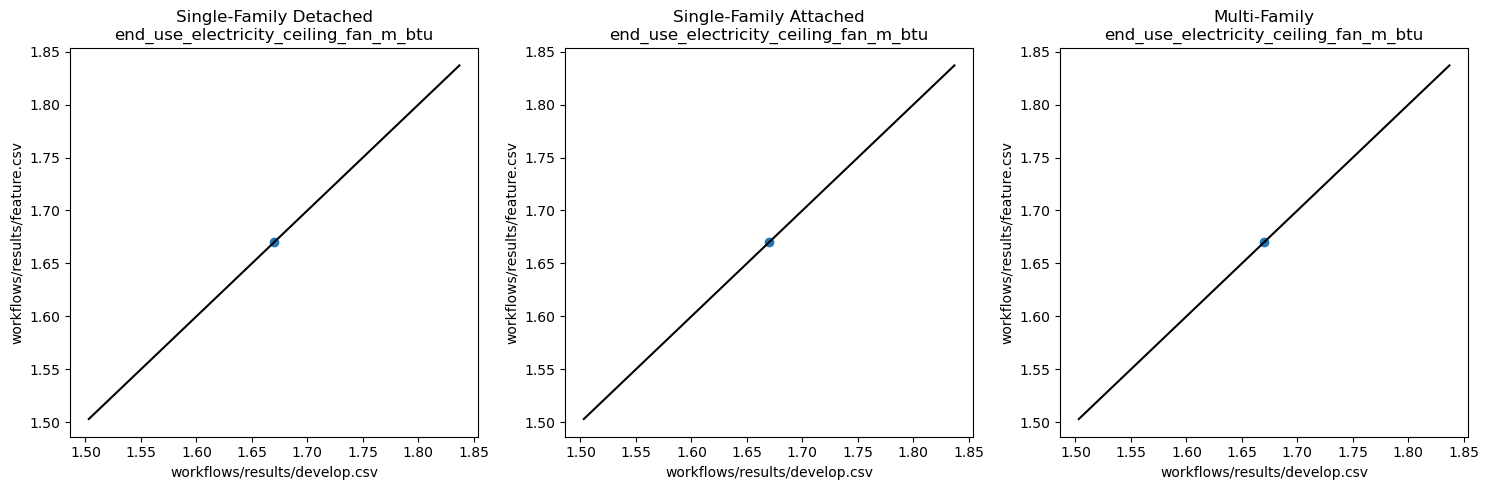 Single-Family Detached
end_use_electricity_ceiling_fan_m_btu
1.85
1.80
1.75
1.70
1.65
1.60
1.55
1.50
workflows/results/feature.csv
1.50 1.55 1.60 1.65 1.70 1.75 1.80 1.85
workflows/results/develop.csv
Single-Family Attached
end_use_electricity_ceiling_fan_m_btu
1.85
1.80
1.75
1.70
1.65
1.60
1.55
1.50
workflows/results/feature.csv
1.50 1.55 1.60 1.65 1.70 1.75 1.80 1.85
workflows/results/develop.csv
Multi-Family
end_use_electricity_ceiling_fan_m_btu
1.85
1.80
1.75
1.70
1.65
1.60
1.55
1.50
workflows/results/feature.csv
1.50 1.55 1.60 1.65 1.70 1.75 1.80 1.85
workflows/results/develop.csv